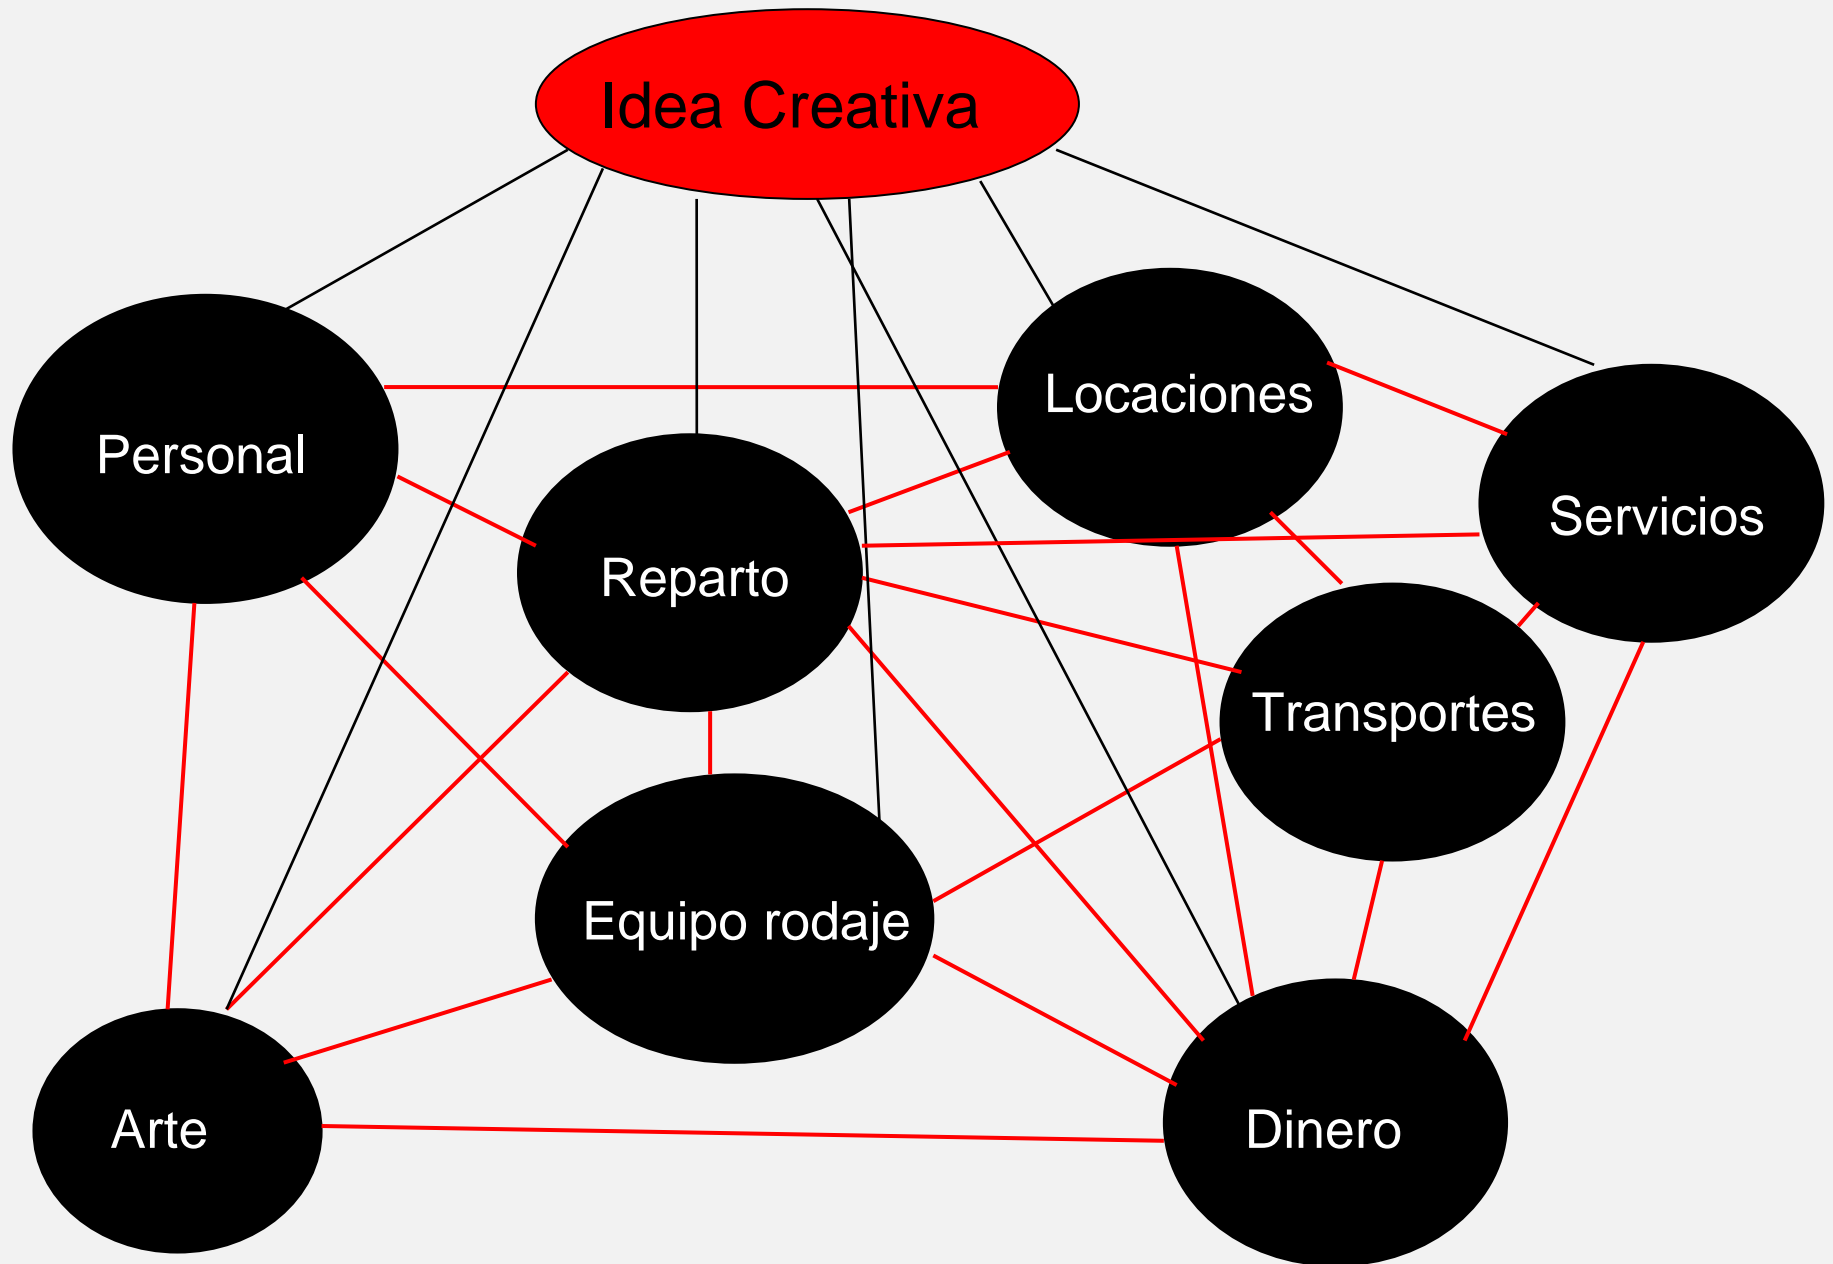 Idea Creativa
Locaciones
Personal
Servicios
Reparto
Transportes
Equipo rodaje
Arte
Dinero